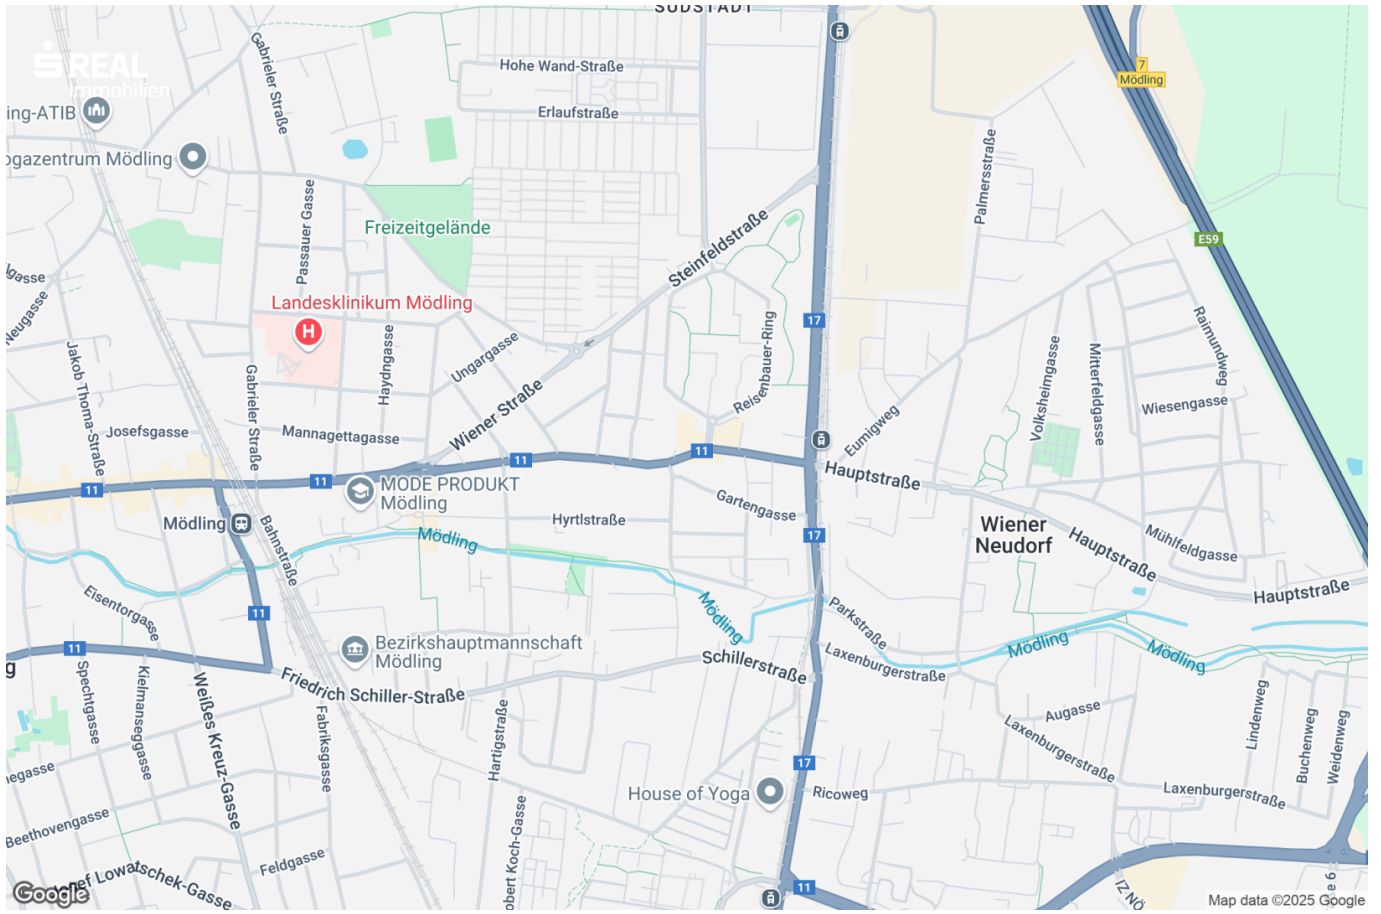 SÜDSTADT
REAL
Immobilien
Gabrieler Straße
Hohe Wand-Straße
Erlaufstraße
7
Mödling
ing-ATIB
ogazentrum Mödling
Palmersstraße
Passauer Gasse
Freizeitgelände
Steinfeldstraße
E59
Neugasse
Landesklinikum Mödling
H
Haydngasse
Ungargasse
Reisenbauer-Ring
17
Raimundweg
Jakob Thoma-Straße
Gabrieler Straße
Wiener Straße
Volksheimgasse
Mitterfeldgasse
Wiesengasse
Josefsgasse
Mannagettagasse
Eumigweg
11
11
11
11
Hauptstraße
MODE PRODUKT
Mödling
Gartengasse
Hyrtlstraße
Mödling
Bahnstraße
Mödling
17
Wiener
Neudorf
Hauptstraße
Mühlfeldgasse
Hauptstraße
Eisentorgasse
11
Mödling
Parkstraße
11
Bezirkshauptmannschaft
Mödling
Schillerstraße
Laxenburgerstraße
Mödling
Mödling
g
Spechtgasse
Kielmanseggasse
Weißes Kreuz-Gasse
Friedrich Schiller-Straße
Fabriksgasse
Hartigstraße
Augasse
Laxenburgerstraße
Lindenweg
Buchenweg
Weidenweg
negasse
17
House of Yoga
Ricoweg
Laxenburgerstraße
Beethovengasse
Feldgasse
obert Koch-Gasse
ef Lowatschek-Gasse
11
IZ NÖ
Google
Map data ©2025 Google